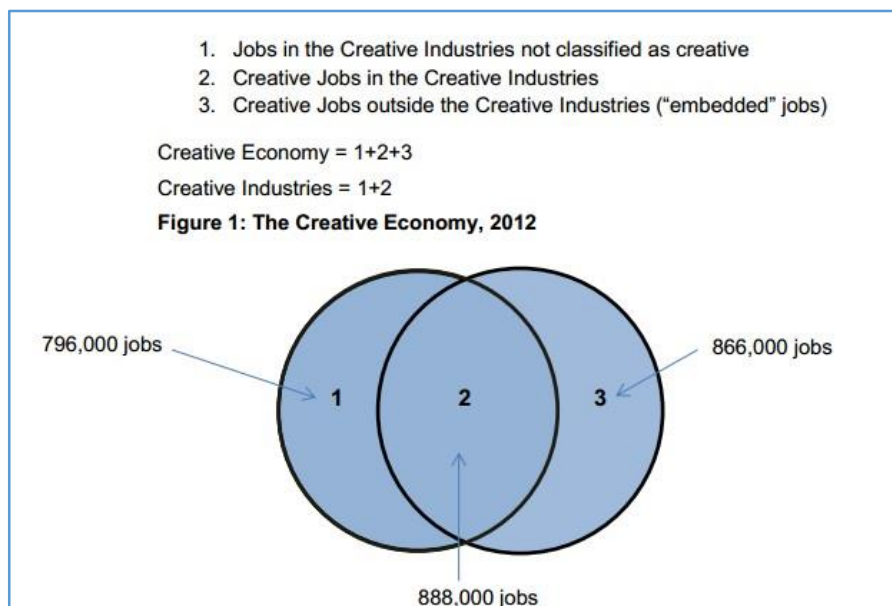 1. Jobs in the Creative Industries not classified as creative
2. Creative Jobs in the Creative Industries
3. Creative Jobs outside the Creative Industries (“embedded” jobs)
Creative Economy = 1+2+3
Creative Industries = 1+2
Figure 1: The Creative Economy, 2012
796,000 jobs
866,000 jobs
1
2
3
888,000 jobs